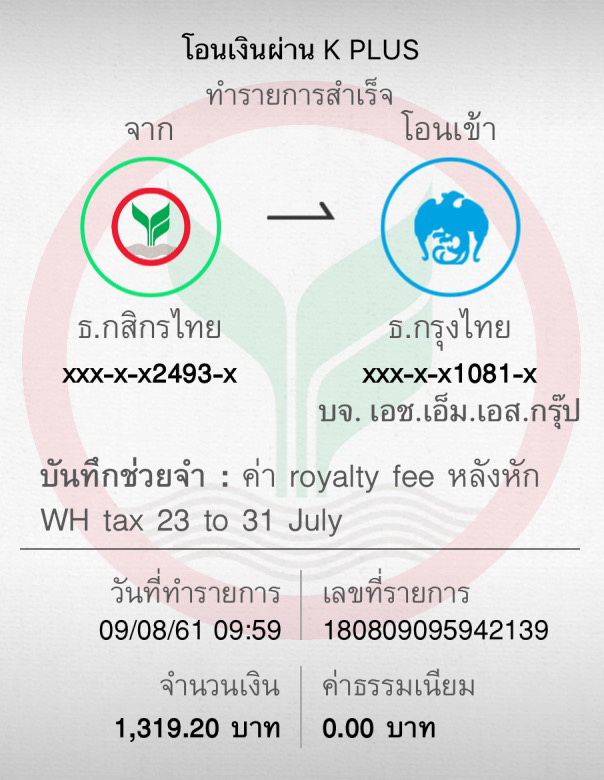 โอนเงินผ่าน K PLUS
ทำรายการสำเร็จ
จาก
โอนเข้า
ธ.กสิกรไทย
ธ.กรุงไทย
xxx-x-x2493-x
xxx-x-x1081-x
บจ. เอช.เอ็ม.เอส.กรุ๊ป
บันทึกช่วยจำ : ค่า royalty fee หลังหัก
WH tax 23 to 31 July
วันที่ทำรายการ
เลขที่รายการ
09/08/61 09:59
180809095942139
จำนวนเงิน
ค่าธรรมเนียม
1,319.20 บาท
0.00 บาท